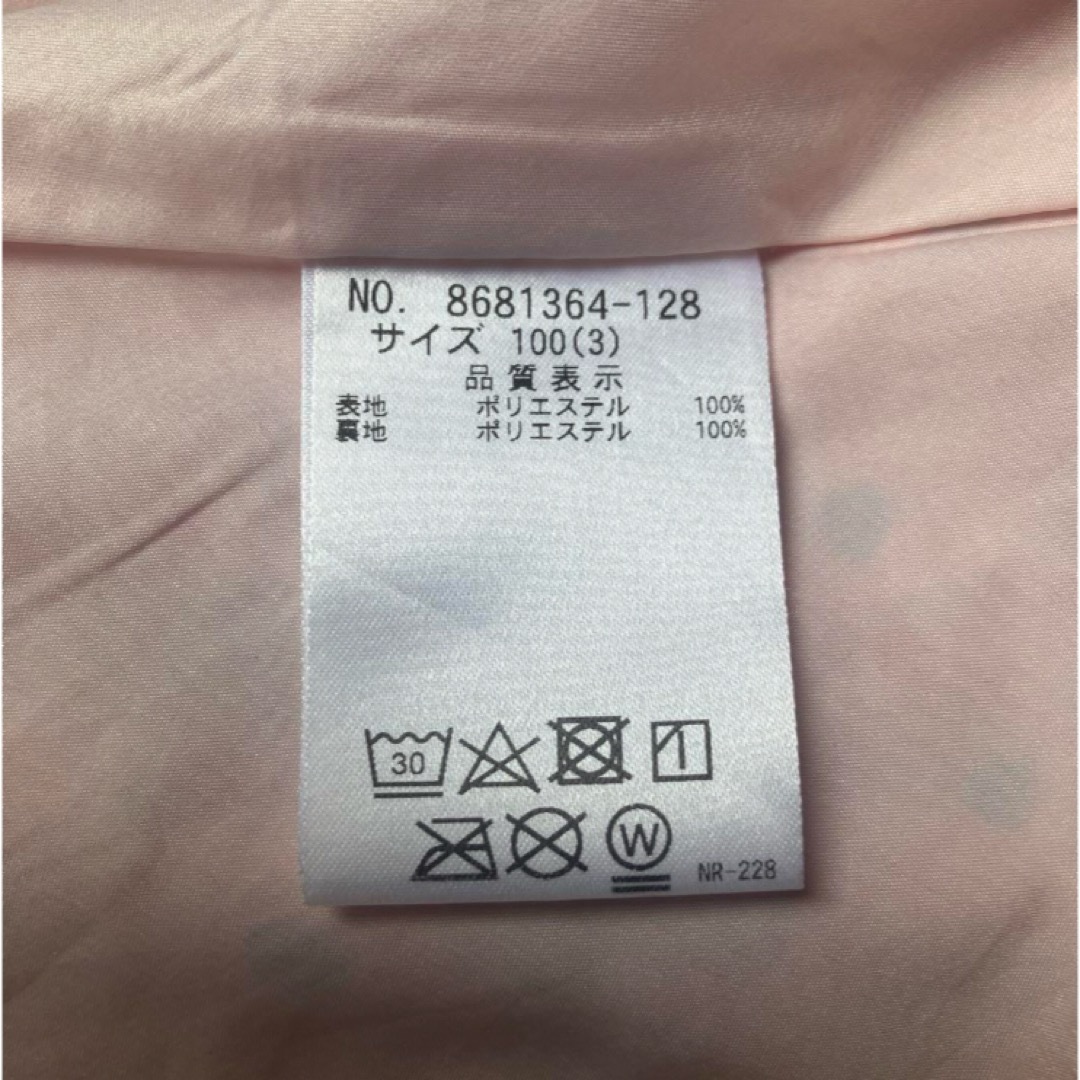 NO. 8681364-128
サイズ 100(3)
品質表示
表地 ポリエステル 100%
裏地 ポリエステル 100%
30
W
NR-228